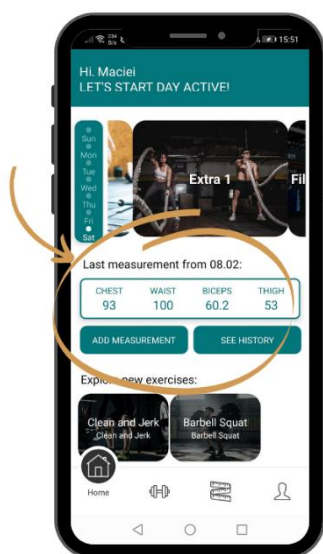 15:51
Hi. Maciei
LET'S START DAY ACTIVE!
Sun
Mon
Tue
Wed
Thu
Fri
Sat
Extra 1
Fil
Last measurement from 08.02:
CHEST WAIST BICEPS THIGH
93 100 60.2 53
ADD MEASUREMENT SEE HISTORY
Explore new exercises:
Clean and Jerk Barbell Squat
Clean and Jerk Barbell Squat
Home